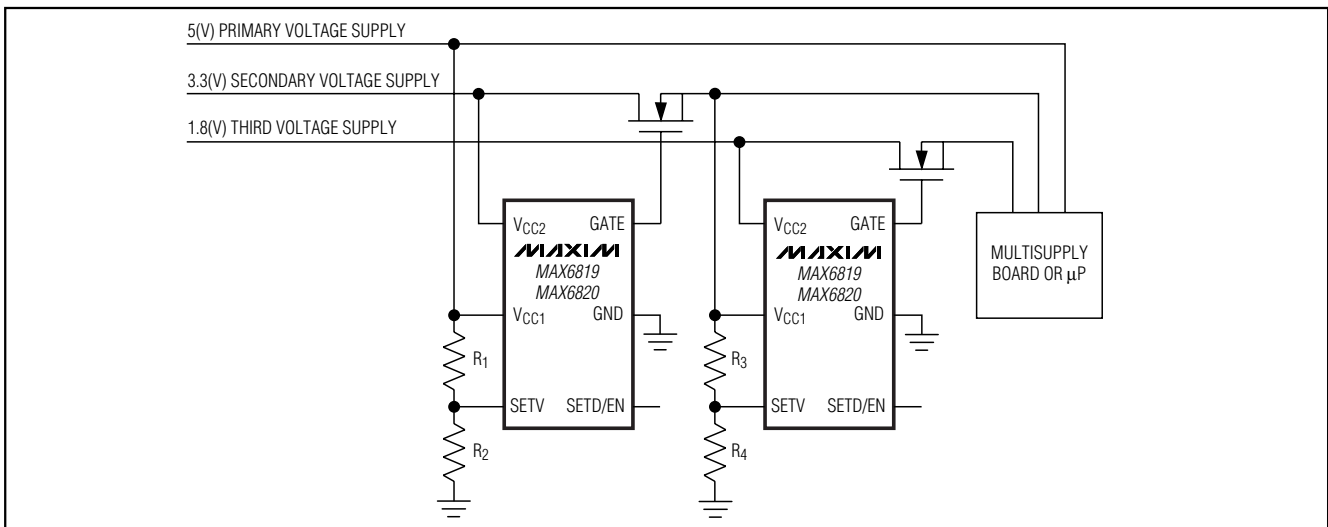 5(V) PRIMARY VOLTAGE SUPPLY
3.3(V) SECONDARY VOLTAGE SUPPLY
1.8(V) THIRD VOLTAGE SUPPLY
VCC2 GATE
MAXIM
MAX6819
MAX6820
VCC1 GND
SETV SETD/EN
R1
R2
VCC2 GATE
MAXIM
MAX6819
MAX6820
VCC1 GND
SETV SETD/EN
R3
R4
MULTISUPPLY
BOARD OR µP